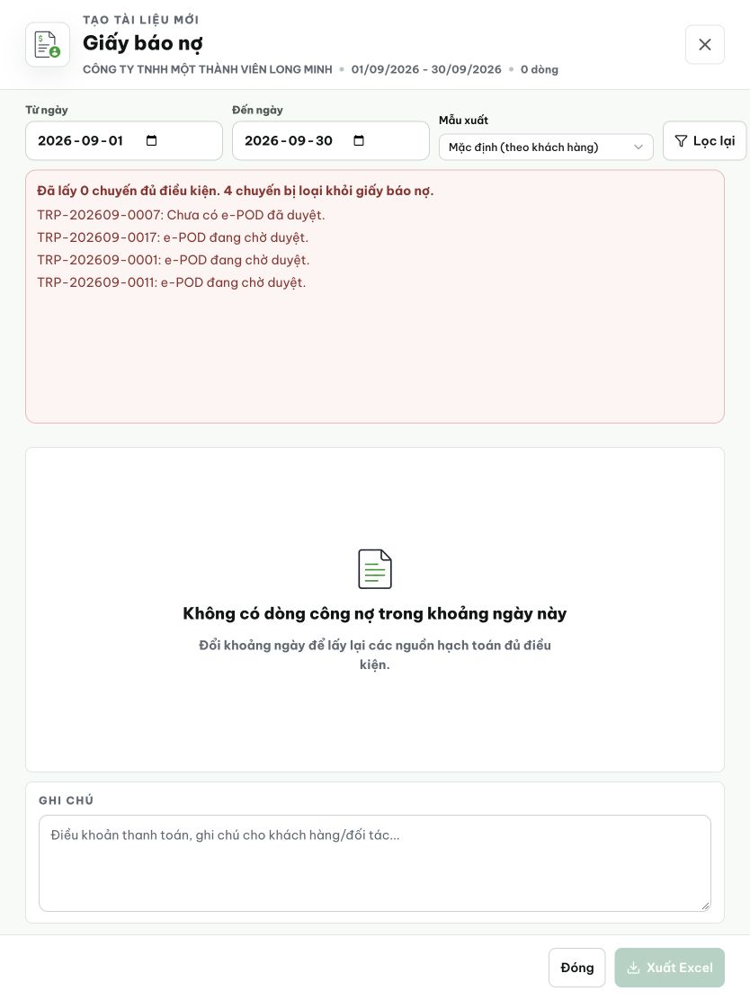 TẠO TÀI LIỆU MỚI
Giấy báo nợ
CÔNG TY TNHH MỘT THÀNH VIÊN LONG MINH • 01/09/2026 - 30/09/2026 • 0 dòng
Từ ngày
Đến ngày
Mẫu xuất
2026-09-01
2026-09-30
Mặc định (theo khách hàng)
Lọc lại
Đã lấy 0 chuyến đủ điều kiện. 4 chuyến bị loại khỏi giấy báo nợ.
TRP-202609-0007: Chưa có e-POD đã duyệt.
TRP-202609-0017: e-POD đang chờ duyệt.
TRP-202609-0001: e-POD đang chờ duyệt.
TRP-202609-0011: e-POD đang chờ duyệt.
Không có dòng công nợ trong khoảng ngày này
Đổi khoảng ngày để lấy lại các nguồn hạch toán đủ điều
kiện.
GHI CHÚ
Điều khoản thanh toán, ghi chú cho khách hàng/đối tác...
Đóng
Xuất Excel